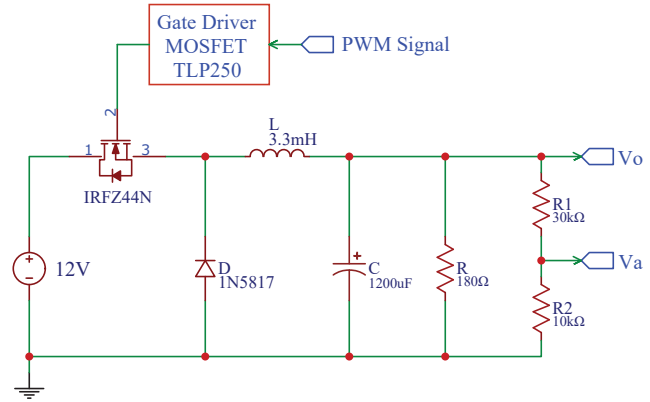 Gate Driver
MOSFET
TLP250
PWM Signal
2
1
3
IRFZ44N
L
3.3mH
Vo
R1
30kΩ
Va
12V
D
1N5817
+
C
1200uF
R
180Ω
R2
10kΩ